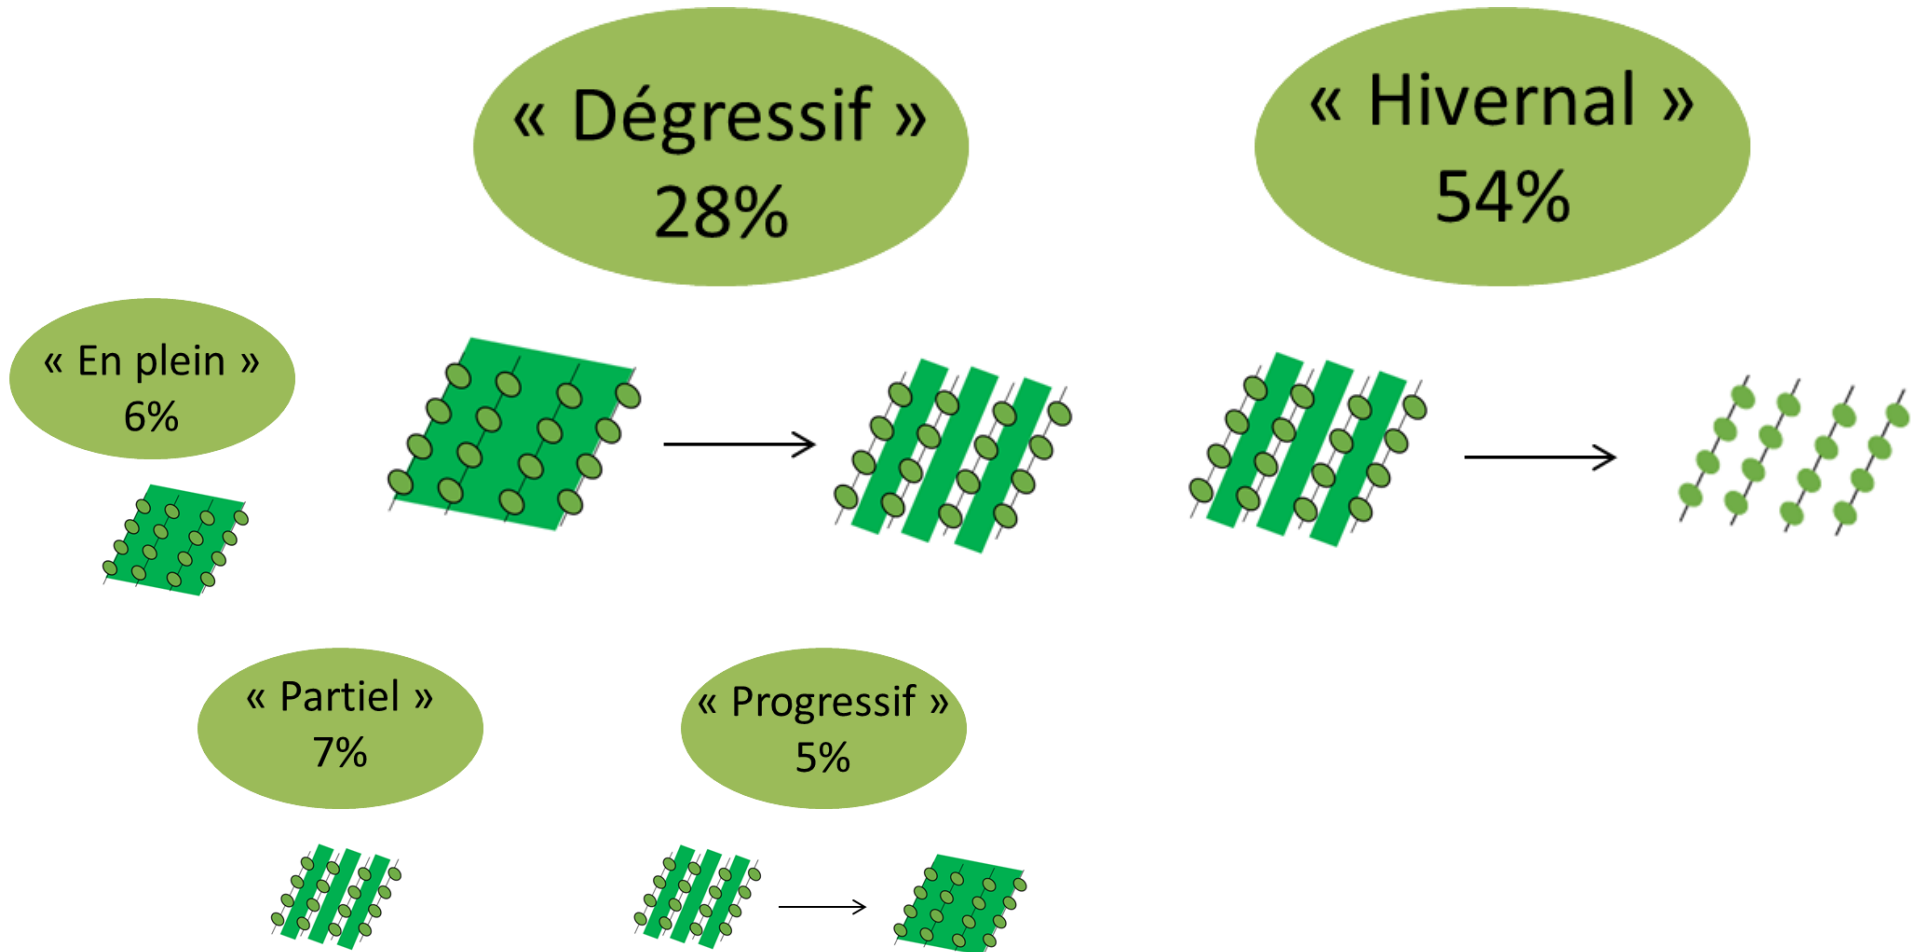 « Dégressif »
28%
« Hivernal »
54%
« En plein »
6%
« Partiel »
7%
« Progressif »
5%